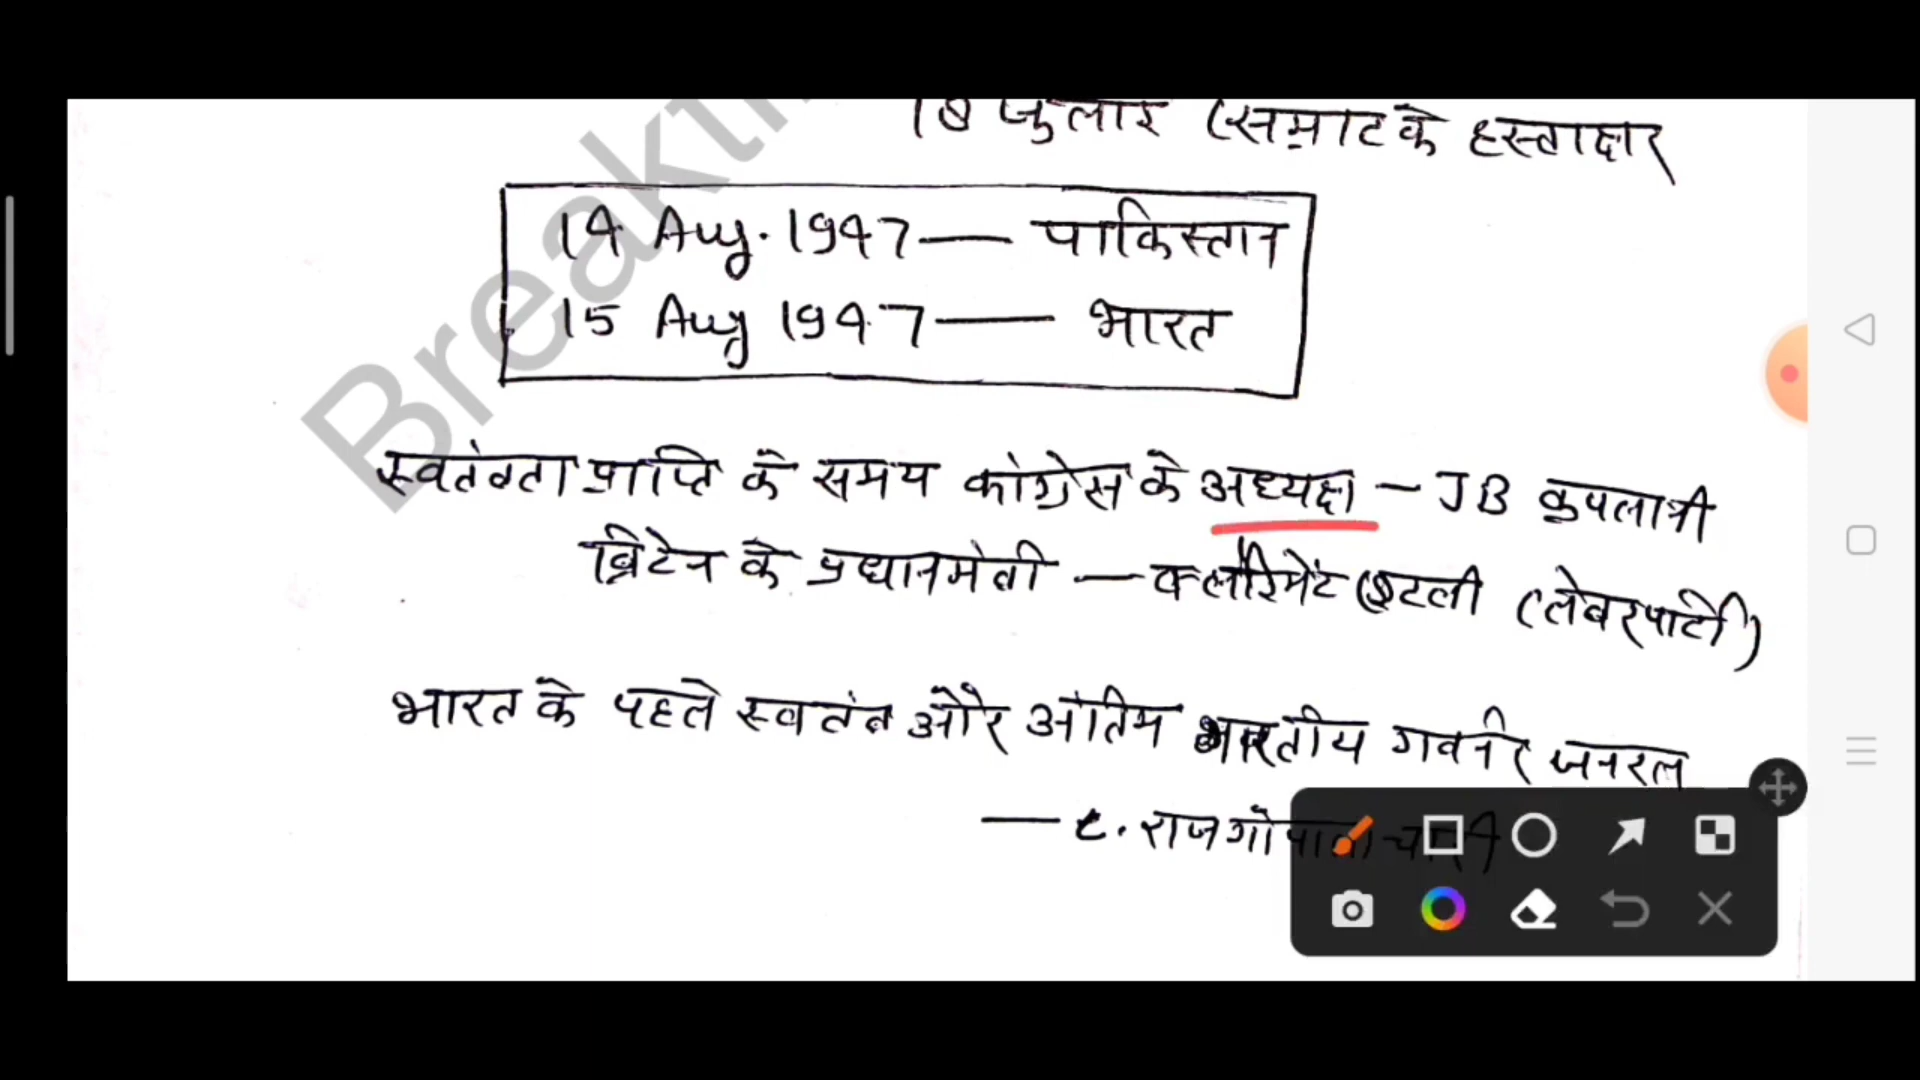 18 जुलाई (सम्राट के हस्ताक्षर
14 Aug. 1947 — पाकिस्तान
15 Aug 1947 — भारत
स्वतंत्रता प्राप्ति के समय कांग्रेस के अध्यक्ष — JB कृपलानी
ब्रिटेन के प्रधानमंत्री — क्लीमेंट एटली (लेबर पार्टी)
भारत के पहले स्वतंत्र और अंतिम भारतीय गवर्नर जनरल
— C. राजगोपालाचारी